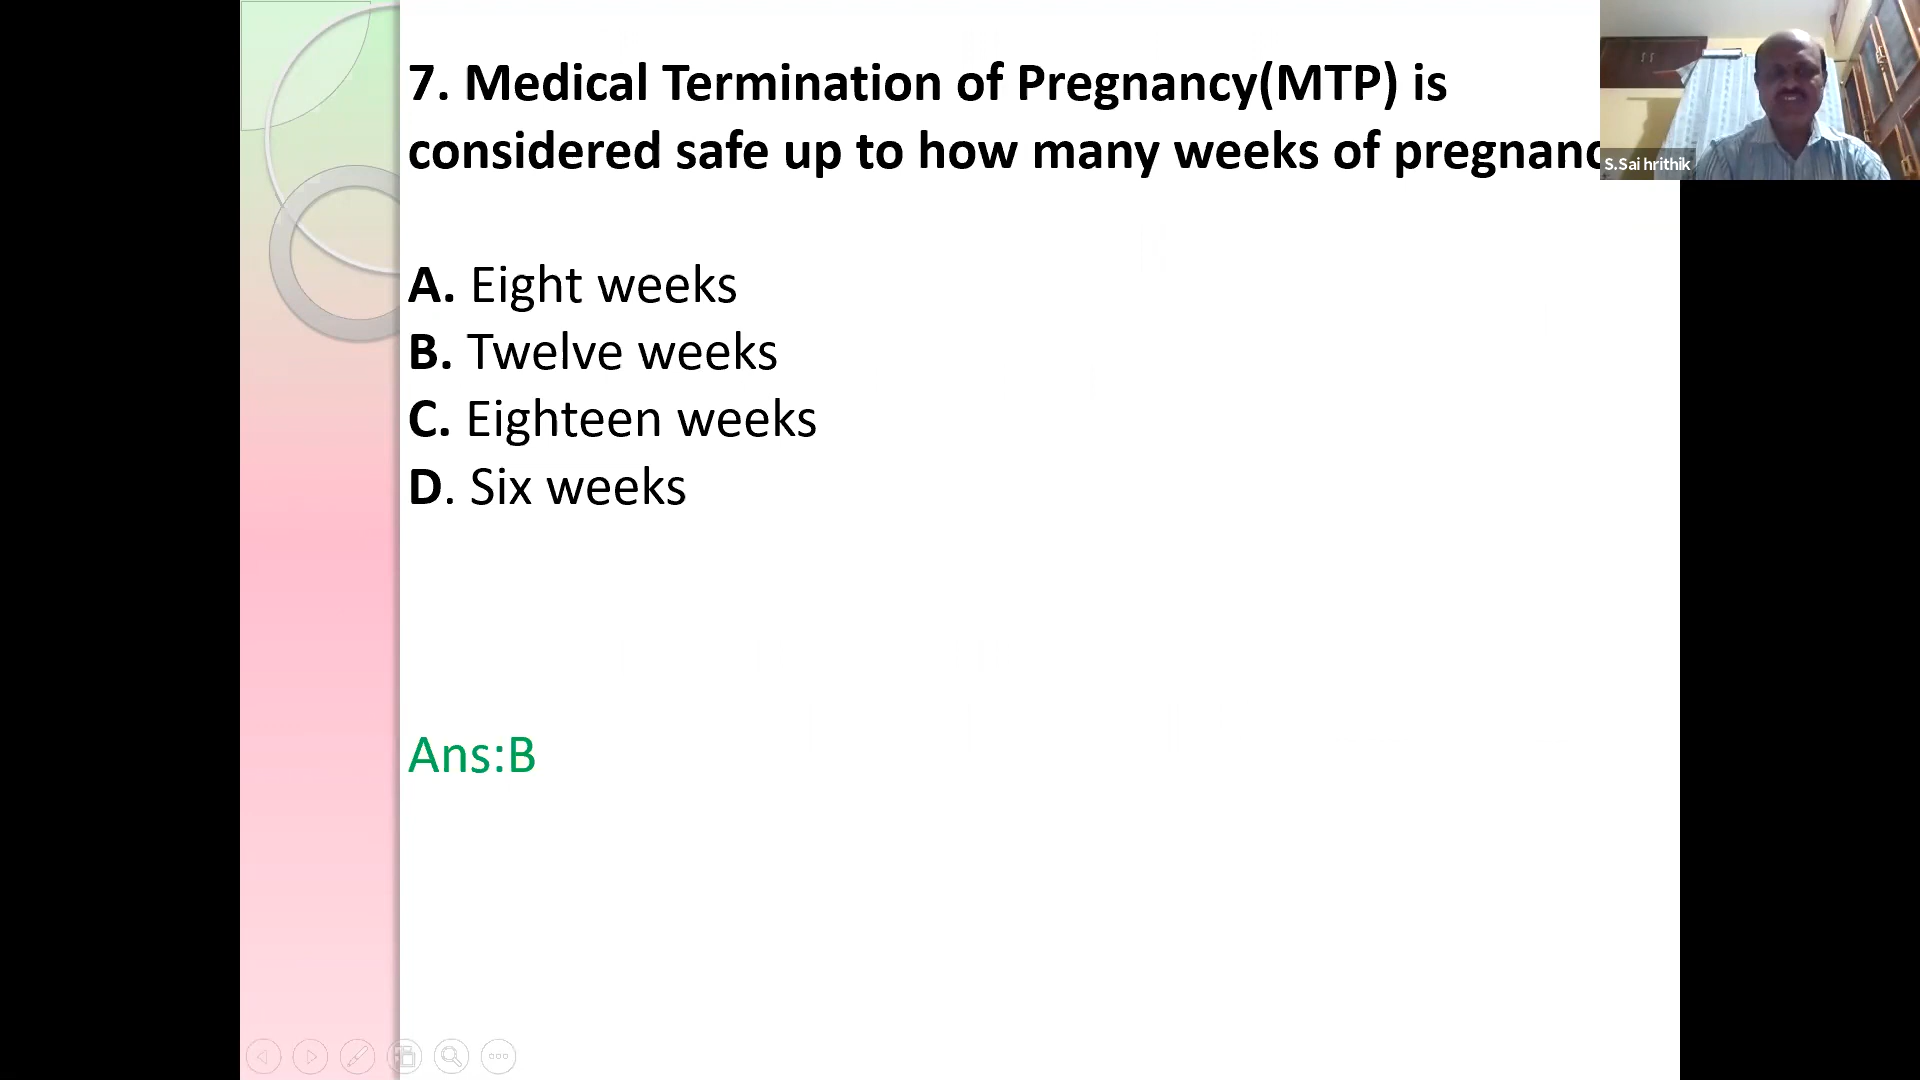 7. Medical Termination of Pregnancy(MTP) is
considered safe up to how many weeks of
A. Eight weeks
B. Twelve weeks
C. Eighteen weeks
D. Six weeks
Ans:B
S.Sai hrithik